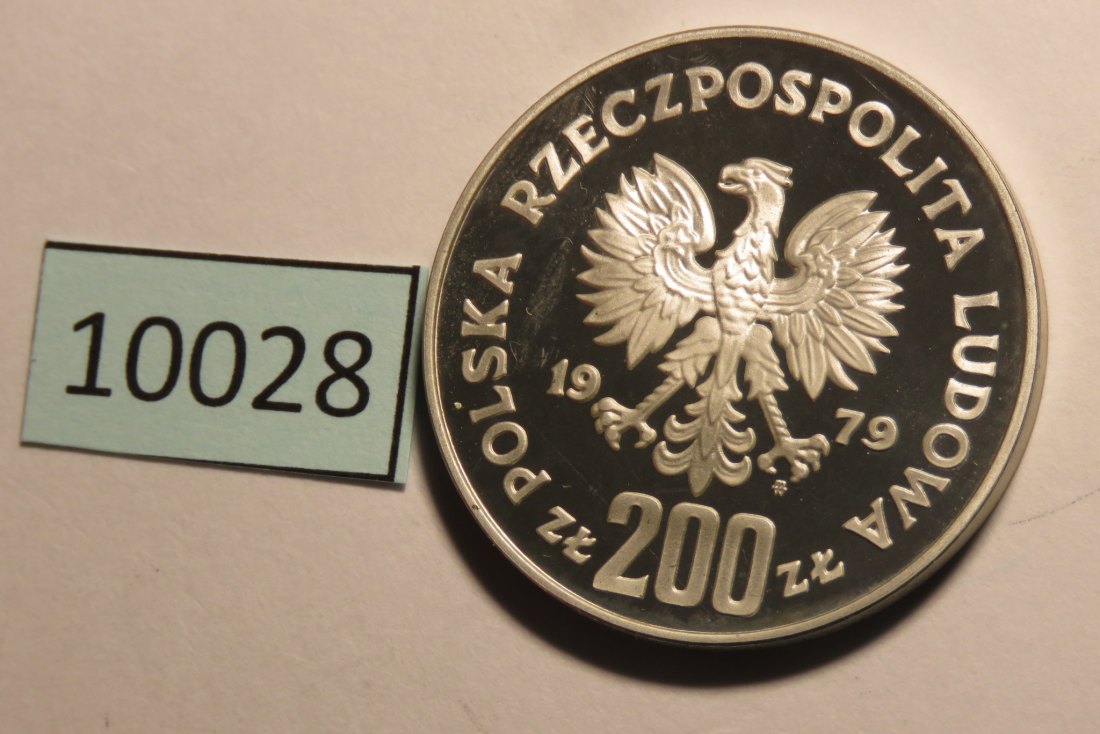 10028
POLSKA RZECZPOSPOLITA LUDOWA
19 79
ZŁ 200 ZŁ